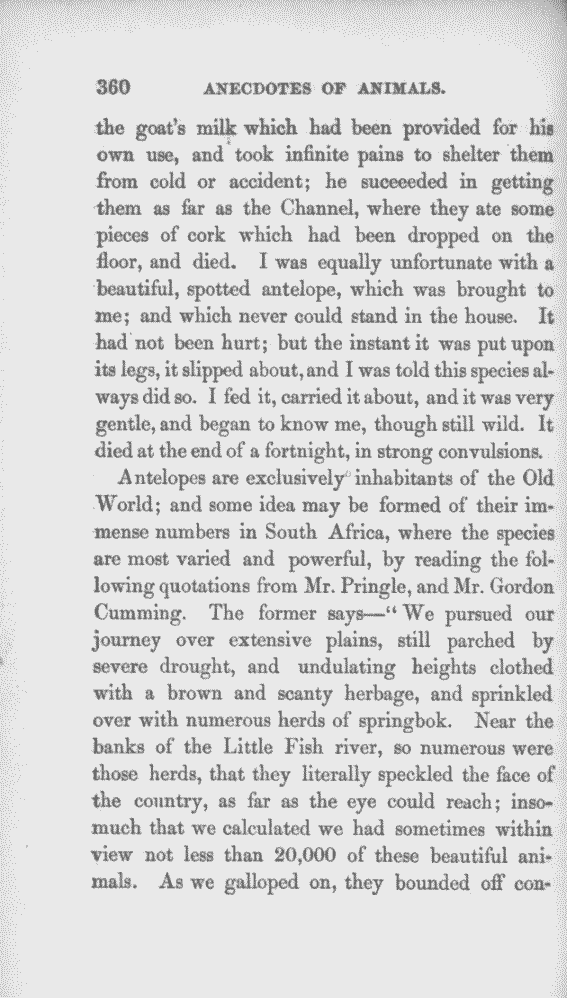 360 ANECDOTES OF ANIMALS.
the goat's milk which had been provided for his
own use, and took infinite pains to shelter them
from cold or accident; he suceeeded in getting
them as far as the Channel, where they ate some
pieces of cork which had been dropped on the
floor, and died. I was equally unfortunate with a
beautiful, spotted antelope, which was brought to
me; and which never could stand in the house. It
had not been hurt; but the instant it was put upon
its legs, it slipped about, and I was told this species al-
ways did so. I fed it, carried it about, and it was very
gentle, and began to know me, though still wild. It
died at the end of a fortnight, in strong convulsions.
Antelopes are exclusively inhabitants of the Old
World; and some idea may be formed of their im-
mense numbers in South Africa, where the species
are most varied and powerful, by reading the fol-
lowing quotations from Mr. Pringle, and Mr. Gordon
Cumming. The former says—“We pursued our
journey over extensive plains, still parched by
severe drought, and undulating heights clothed
with a brown and scanty herbage, and sprinkled
over with numerous herds of springbok. Near the
banks of the Little Fish river, so numerous were
those herds, that they literally speckled the face of
the country, as far as the eye could reach; inso-
much that we calculated we had sometimes within
view not less than 20,000 of these beautiful ani-
mals. As we galloped on, they bounded off con-